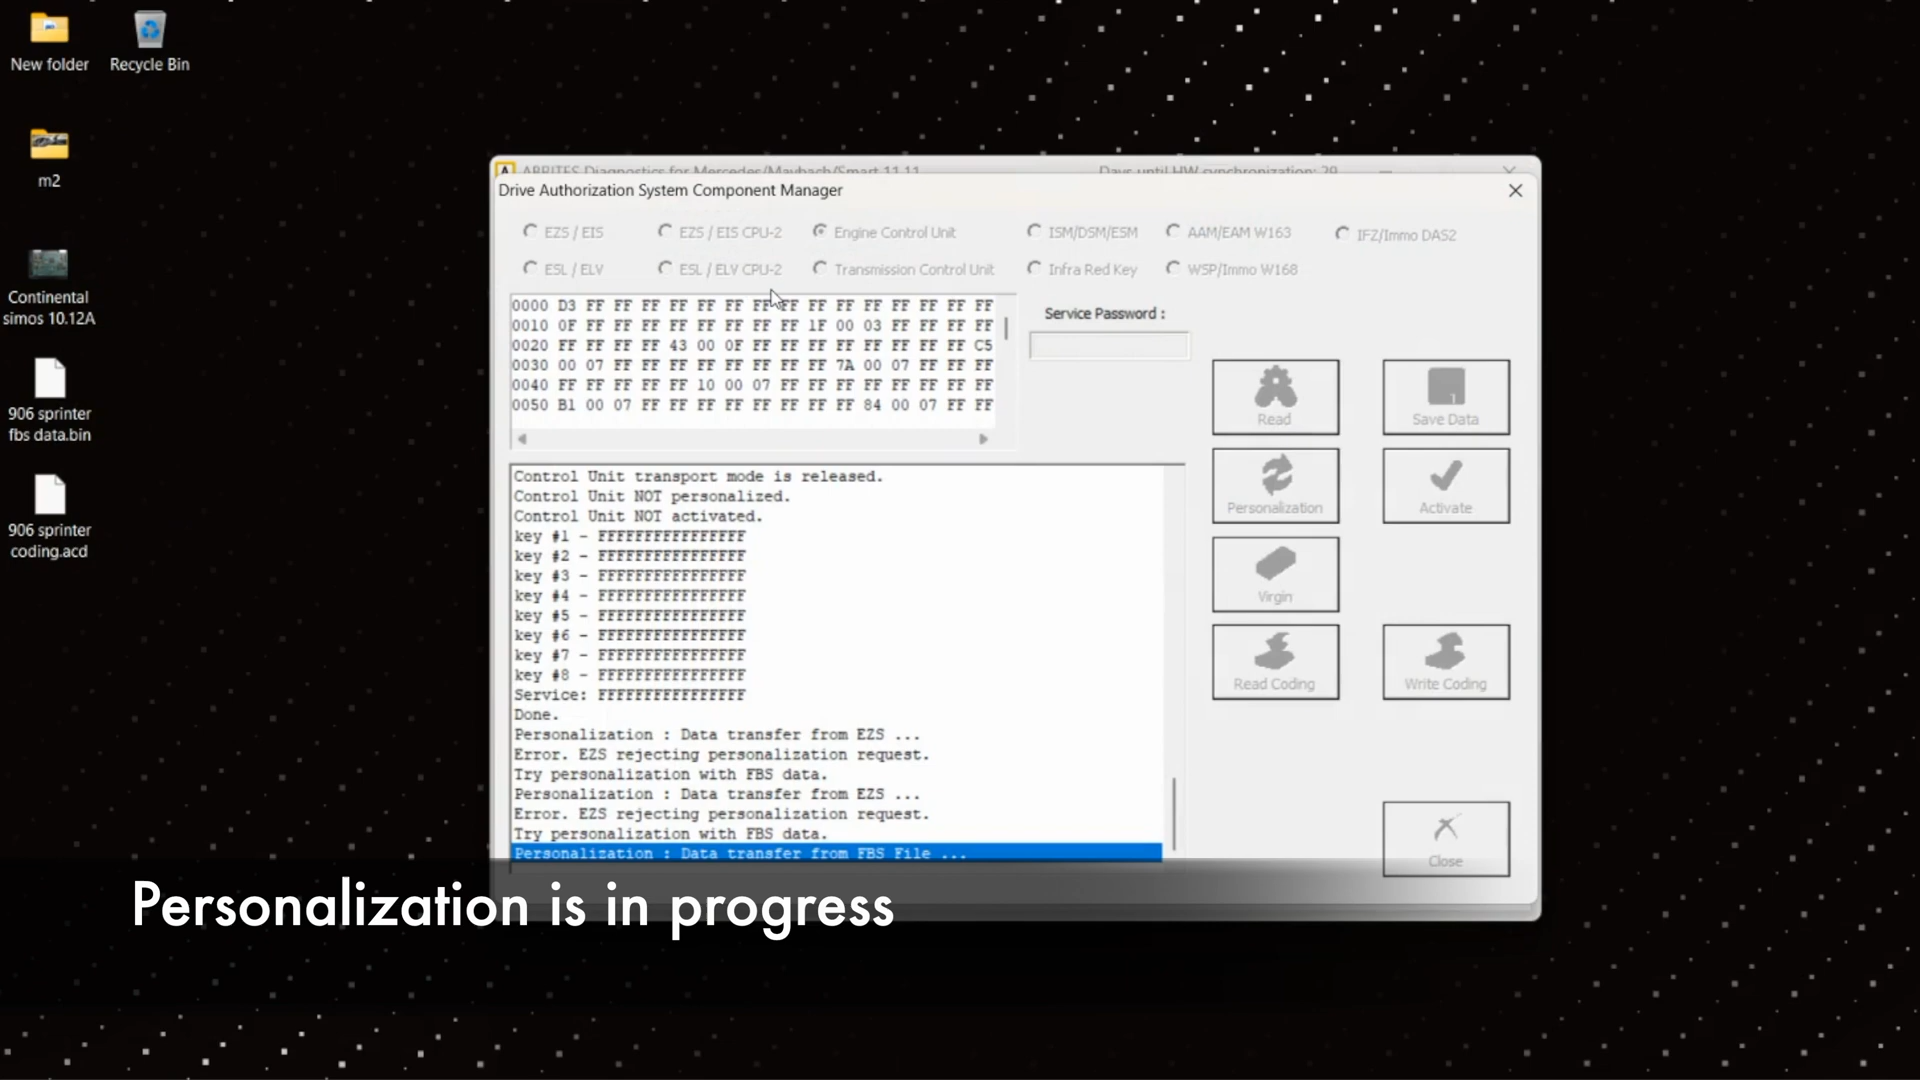 New folder
Recycle Bin
m2
Continental
simos 10.12A
906 sprinter
fbs data.bin
906 sprinter
coding.acd
ABRITES Diagnostics for Mercedes/Maybach/Smart 11.11
Days until HW synchronization: 29
Drive Authorization System Component Manager
EZS / EIS
EZS / EIS CPU-2
Engine Control Unit
ISM/DSM/ESM
AAM/EAM W163
IFZ/Immo DAS2
ESL / ELV
ESL / ELV CPU-2
Transmission Control Unit
Infra Red Key
WSP/Immo W168
0000 D3 FF FF FF FF FF FF FF FF FF FF FF FF FF FF FF
0010 0F FF FF FF FF FF FF FF FF 1F 00 03 FF FF FF FF
0020 FF FF FF FF 43 00 0F FF FF FF FF FF FF FF FF C5
0030 00 07 FF FF FF FF FF FF FF FF 7A 00 07 FF FF FF
0040 FF FF FF FF FF 10 00 07 FF FF FF FF FF FF FF FF
0050 B1 00 07 FF FF FF FF FF FF FF FF 84 00 07 FF FF
Service Password :
Read
Save Data
Personalization
Activate
Virgin
Read Coding
Write Coding
Close
Control Unit transport mode is released.
Control Unit NOT personalized.
Control Unit NOT activated.
key #1 - FFFFFFFFFFFFFFFF
key #2 - FFFFFFFFFFFFFFFF
key #3 - FFFFFFFFFFFFFFFF
key #4 - FFFFFFFFFFFFFFFF
key #5 - FFFFFFFFFFFFFFFF
key #6 - FFFFFFFFFFFFFFFF
key #7 - FFFFFFFFFFFFFFFF
key #8 - FFFFFFFFFFFFFFFF
Service: FFFFFFFFFFFFFFFF
Done.
Personalization : Data transfer from EZS ...
Error. EZS rejecting personalization request.
Try personalization with FBS data.
Personalization : Data transfer from EZS ...
Error. EZS rejecting personalization request.
Try personalization with FBS data.
Personalization : Data transfer from FBS File ...
Personalization is in progress